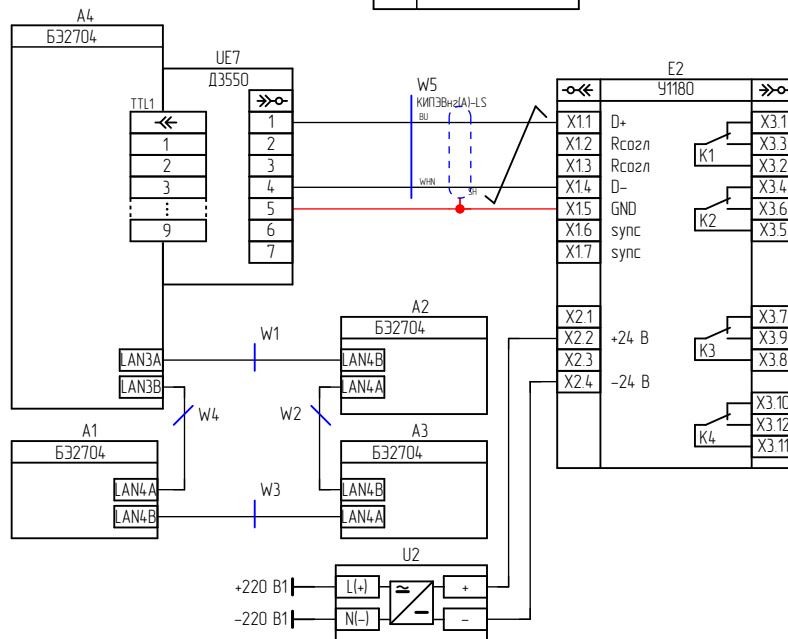 A4
БЭ2704
UE7
Д3550
TTL1
1
2
3
⋮
9
1
2
3
4
5
6
7
W5
КИПЭВнг(А)-LS
BU
WHN
SH
E2
У1180
X1.1 D+
X1.2 Rсогл
X1.3 Rсогл
X1.4 D-
X1.5 GND
X1.6 sync
X1.7 sync
X2.1
X2.2 +24 В
X2.3
X2.4 -24 В
K1
X3.1
X3.3
X3.2
K2
X3.4
X3.6
X3.5
K3
X3.7
X3.9
X3.8
K4
X3.10
X3.12
X3.11
LAN3A
LAN3B
W1
W4
W2
A2
БЭ2704
LAN4B
LAN4A
A1
БЭ2704
LAN4A
LAN4B
W3
A3
БЭ2704
LAN4B
LAN4A
U2
+220 В1
L(+)
+
-220 В1
N(-)
-